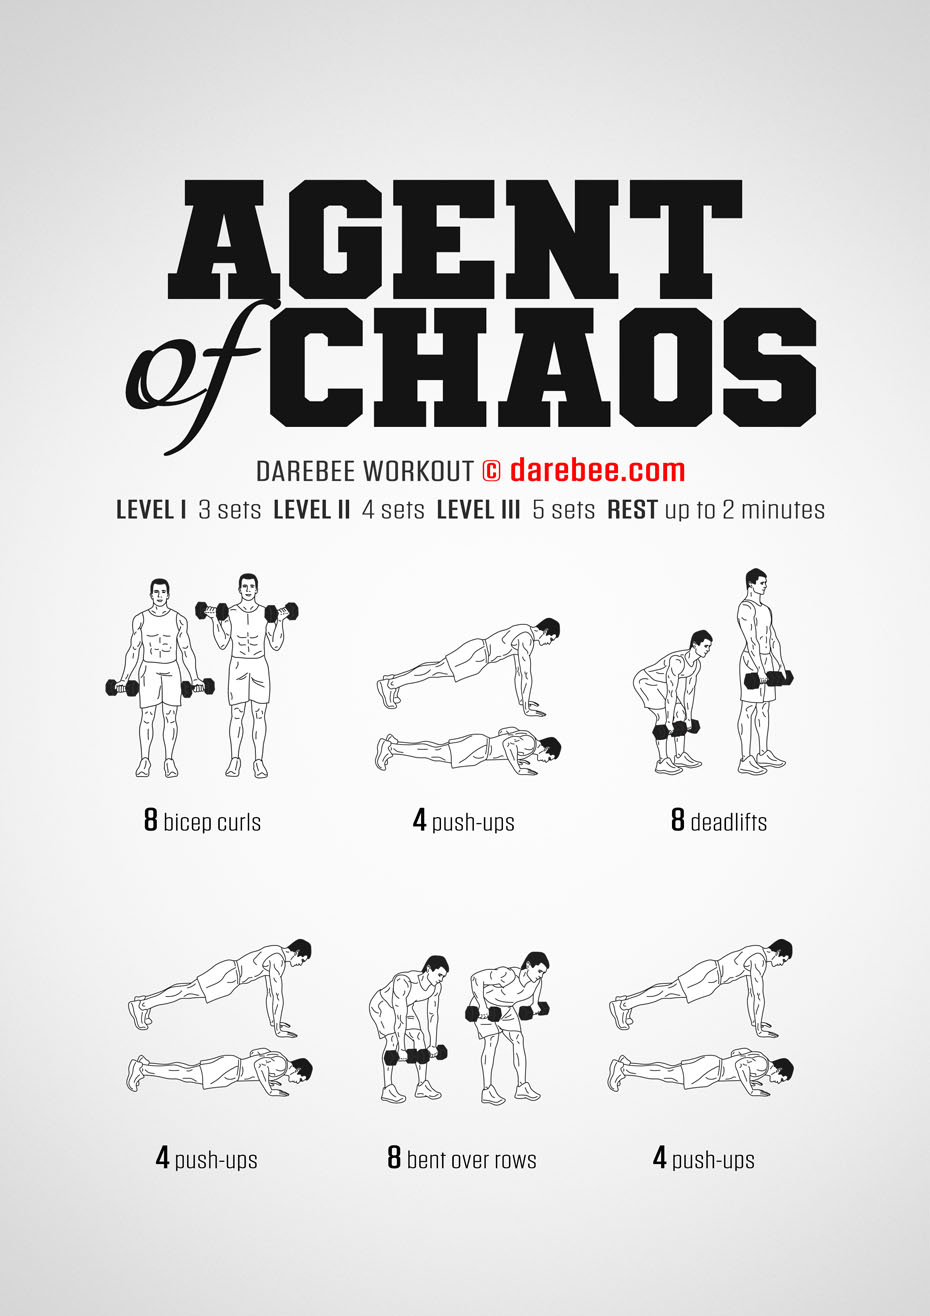 AGENT
of CHAOS
DAREBEE WORKOUT © darebee.com
LEVEL I 3 sets LEVEL II 4 sets LEVEL III 5 sets REST up to 2 minutes
8 bicep curls
4 push-ups
8 deadlifts
4 push-ups
8 bent over rows
4 push-ups